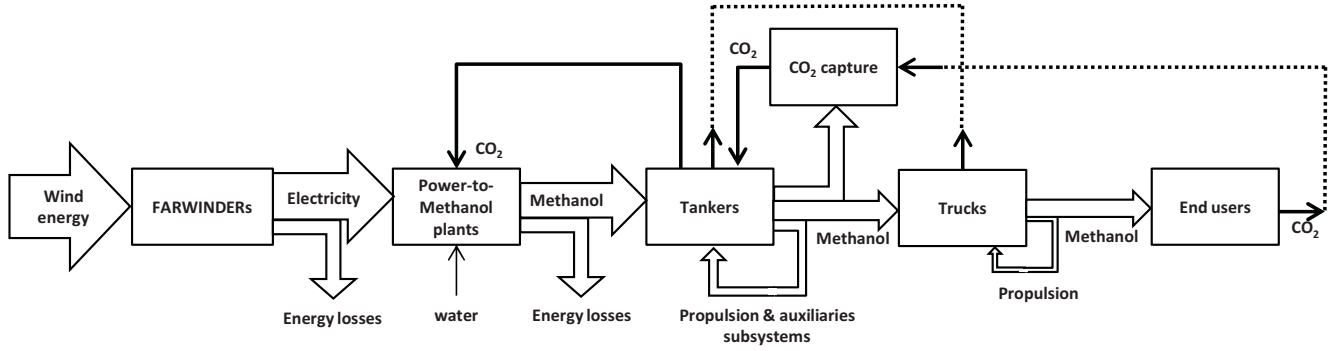 CO₂
CO₂ capture
CO₂
Wind
energy
FARWINDERs
Electricity
Power-to-
Methanol
plants
Methanol
Tankers
Methanol
Trucks
Methanol
End users
CO₂
Energy losses
water
Energy losses
Propulsion & auxiliaries
subsystems
Propulsion